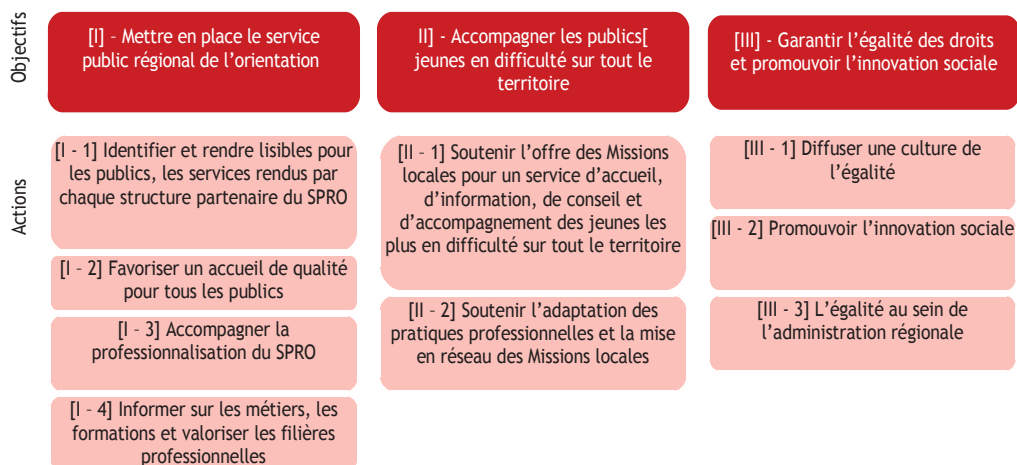 Objectifs
[I] - Mettre en place le service
public régional de l'orientation
II] - Accompagner les publics[
jeunes en difficulté sur tout le
territoire
[III] - Garantir l'égalité des droits
et promouvoir l'innovation sociale
Actions
[I - 1] Identifier et rendre lisibles pour
les publics, les services rendus par
chaque structure partenaire du SPRO
[I - 2] Favoriser un accueil de qualité
pour tous les publics
[I - 3] Accompagner la
professionnalisation du SPRO
[I - 4] Informer sur les métiers, les
formations et valoriser les filières
professionnelles
[II - 1] Soutenir l'offre des Missions
locales pour un service d'accueil,
d'information, de conseil et
d'accompagnement des jeunes les
plus en difficulté sur tout le territoire
[II - 2] Soutenir l'adaptation des
pratiques professionnelles et la mise
en réseau des Missions locales
[III - 1] Diffuser une culture de
l'égalité
[III - 2] Promouvoir l'innovation sociale
[III - 3] L'égalité au sein de
l'administration régionale